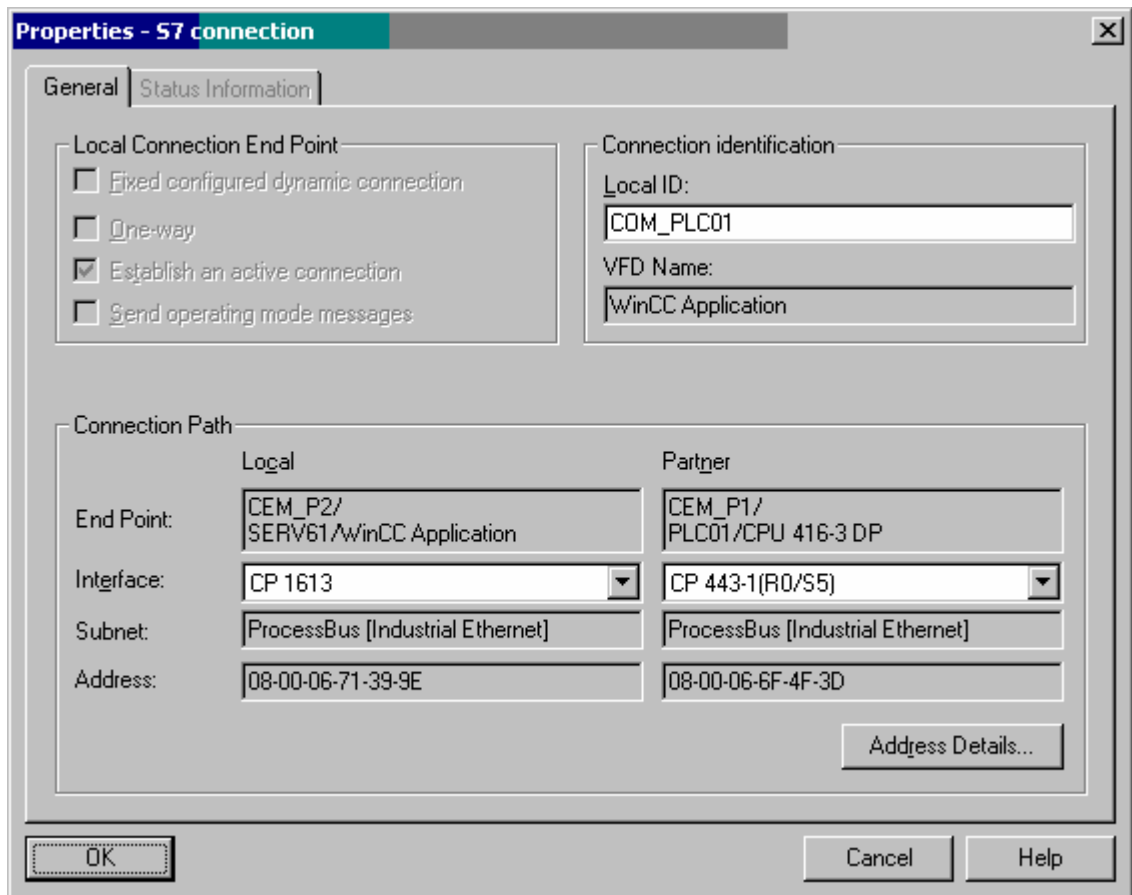 Properties - S7 connection
General
Status Information
Local Connection End Point
Fixed configured dynamic connection
One-way
Establish an active connection
Send operating mode messages
Connection identification
Local ID:
COM_PLC01
VFD Name:
WinCC Application
Connection Path
Local
Partner
End Point:
CEM_P2/
SERV61/WinCC Application
CEM_P1/
PLC01/CPU 416-3 DP
Interface:
CP 1613
CP 443-1(R0/S5)
Subnet:
ProcessBus [Industrial Ethernet]
ProcessBus [Industrial Ethernet]
Address:
08-00-06-71-39-9E
08-00-06-6F-4F-3D
Address Details...
OK
Cancel
Help